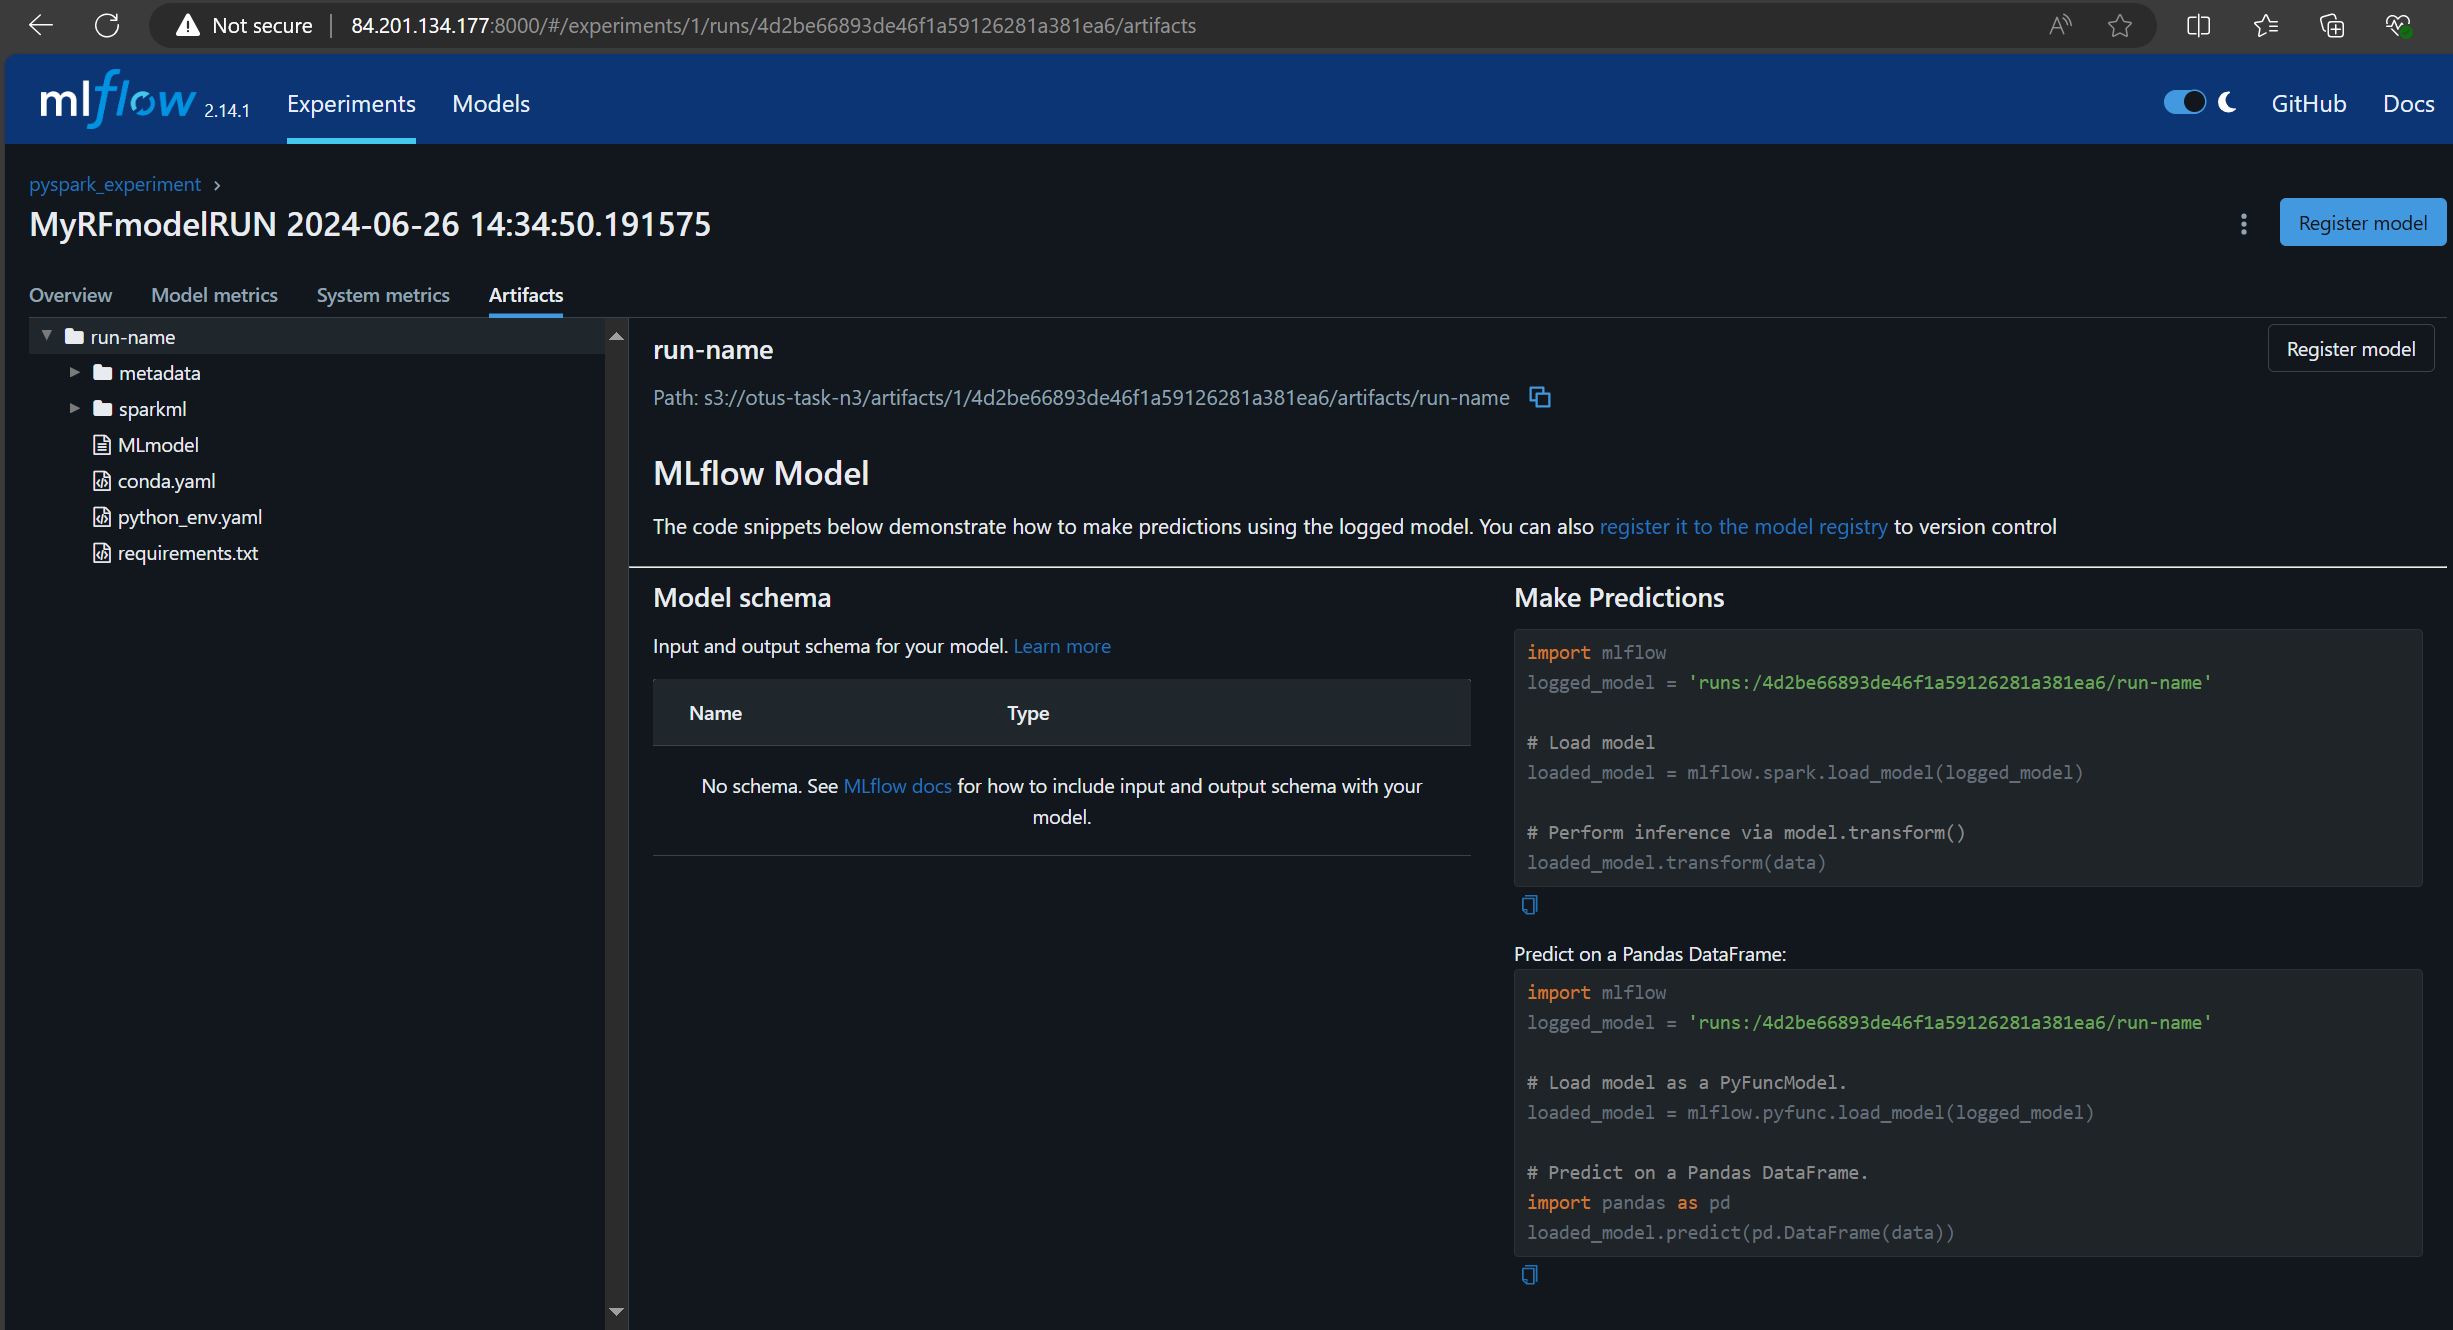 Not secure | 84.201.134.177:8000/#/experiments/1/runs/4d2be66893de46f1a59126281a381ea6/artifacts
mlflow 2.14.1 Experiments Models GitHub Docs
pyspark_experiment ›
MyRFmodelRUN 2024-06-26 14:34:50.191575
Register model
Overview Model metrics System metrics Artifacts
run-name
metadata
sparkml
MLmodel
conda.yaml
python_env.yaml
requirements.txt
run-name
Register model
Path: s3://otus-task-n3/artifacts/1/4d2be66893de46f1a59126281a381ea6/artifacts/run-name
MLflow Model
The code snippets below demonstrate how to make predictions using the logged model. You can also register it to the model registry to version control
Model schema
Input and output schema for your model. Learn more
Name Type
No schema. See MLflow docs for how to include input and output schema with your
model.
Make Predictions
import mlflow
logged_model = 'runs:/4d2be66893de46f1a59126281a381ea6/run-name'
# Load model
loaded_model = mlflow.spark.load_model(logged_model)
# Perform inference via model.transform()
loaded_model.transform(data)
Predict on a Pandas DataFrame:
import mlflow
logged_model = 'runs:/4d2be66893de46f1a59126281a381ea6/run-name'
# Load model as a PyFuncModel.
loaded_model = mlflow.pyfunc.load_model(logged_model)
# Predict on a Pandas DataFrame.
import pandas as pd
loaded_model.predict(pd.DataFrame(data))